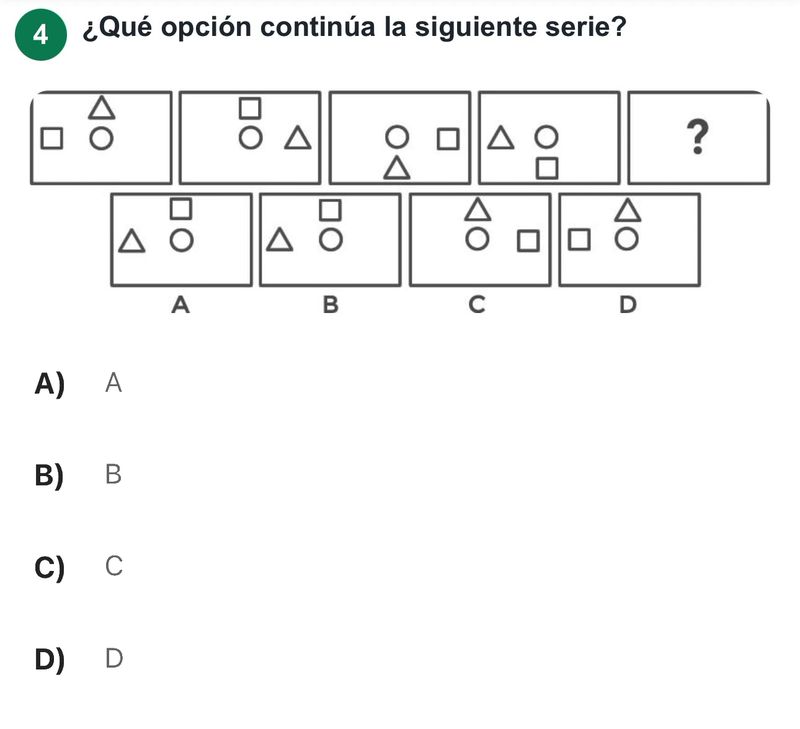 4 ¿Qué opción continúa la siguiente serie?
?
A B C D
A) A
B) B
C) C
D) D